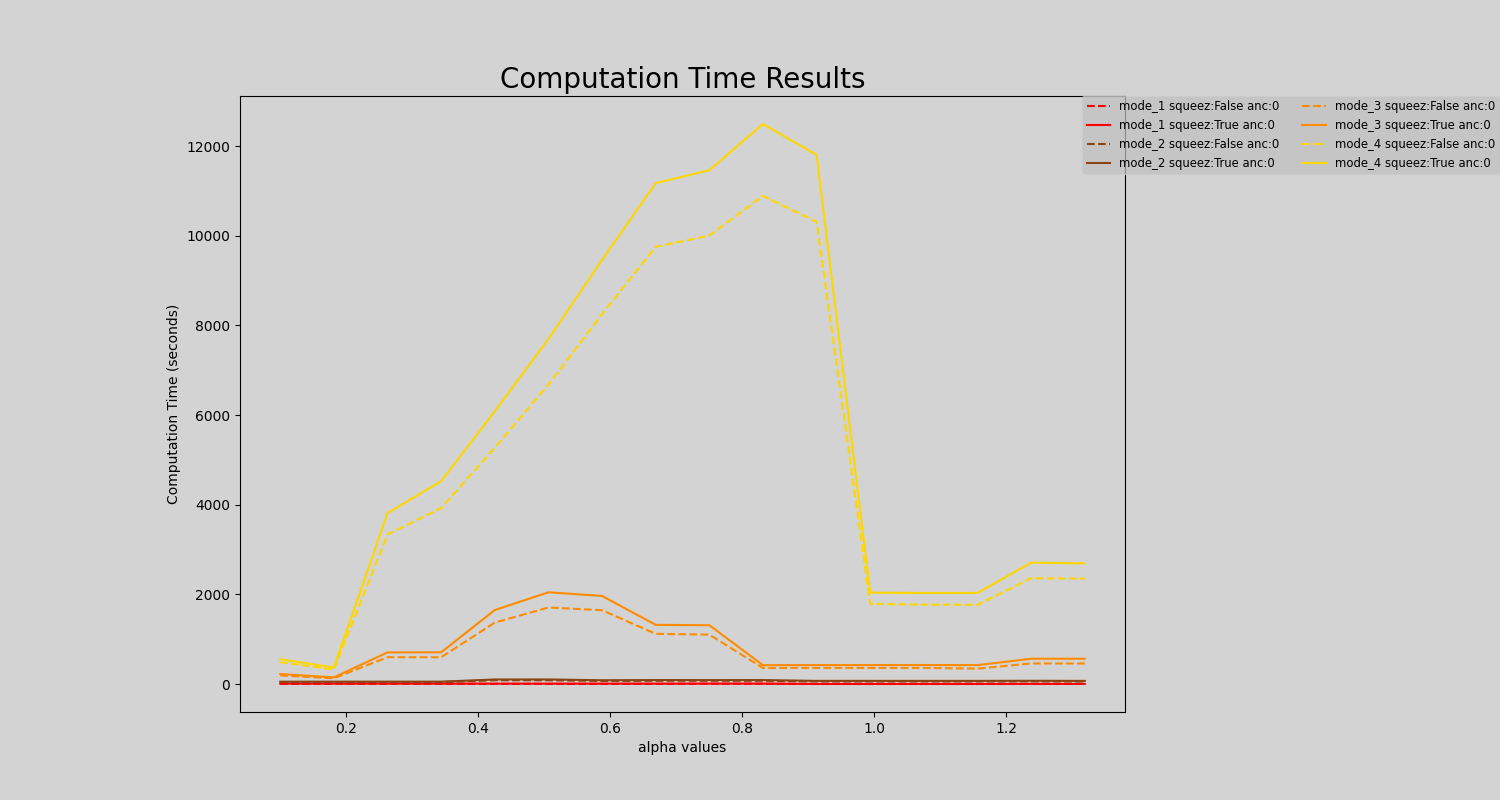 Computation Time Results
mode_1 squeez:False anc:0
mode_1 squeez:True anc:0
mode_2 squeez:False anc:0
mode_2 squeez:True anc:0
mode_3 squeez:False anc:0
mode_3 squeez:True anc:0
mode_4 squeez:False anc:0
mode_4 squeez:True anc:0
Computation Time (seconds)
12000
10000
8000
6000
4000
2000
0
0.2
0.4
0.6
0.8
1.0
1.2
alpha values